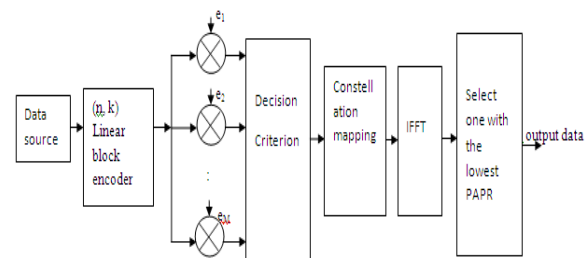 Data
source
(n, k)
Linear
block
encoder
e1
e2
:
eM
Decision
Criterion
Constell
ation
mapping
IFFT
Select
one with
the
lowest
PAPR
output data